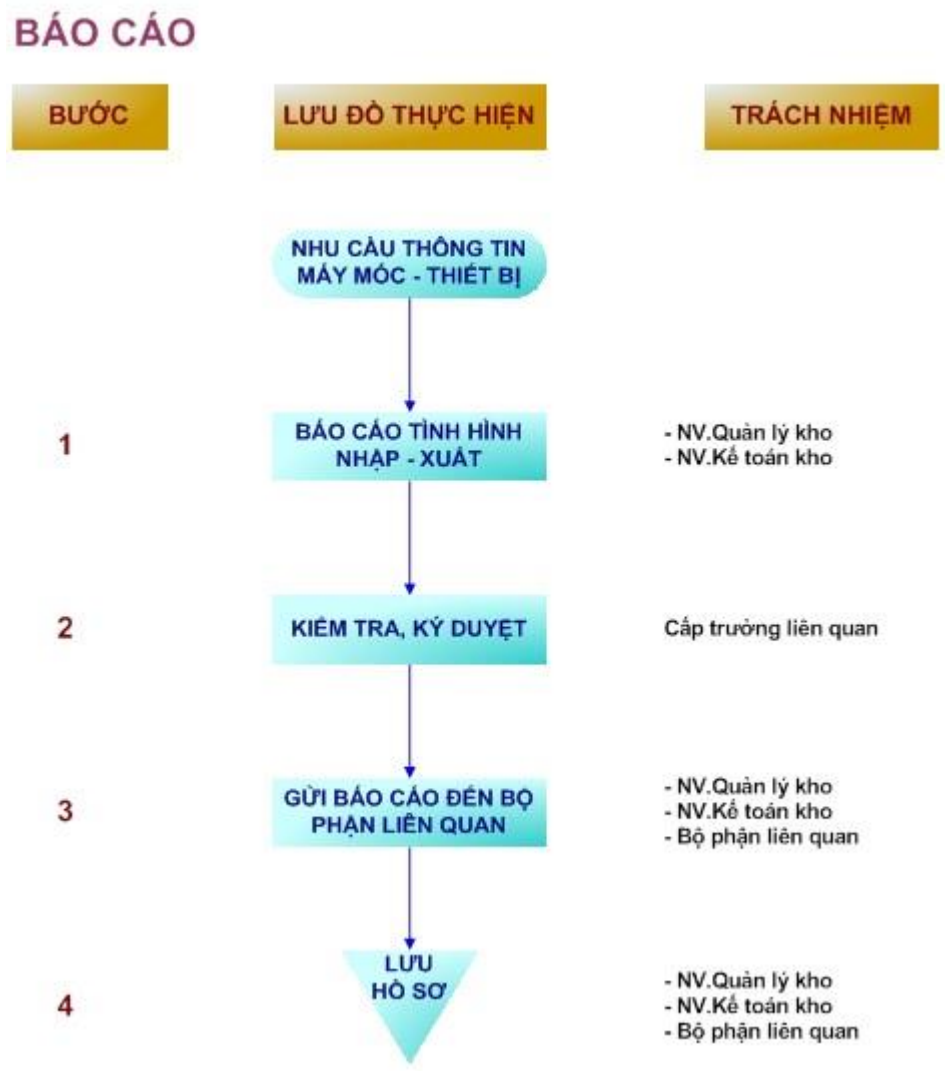 BÁO CÁO
BƯỚC
LƯU ĐỒ THỰC HIỆN
TRÁCH NHIỆM
NHU CẦU THÔNG TIN
MÁY MÓC - THIẾT BỊ
1
BÁO CÁO TÌNH HÌNH
NHẬP - XUẤT
- NV.Quản lý kho
- NV.Kế toán kho
2
KIỂM TRA, KÝ DUYỆT
Cấp trưởng liên quan
3
GỬI BÁO CÁO ĐẾN BỘ
PHẬN LIÊN QUAN
- NV.Quản lý kho
- NV.Kế toán kho
- Bộ phận liên quan
4
LƯU
HỒ SƠ
- NV.Quản lý kho
- NV.Kế toán kho
- Bộ phận liên quan